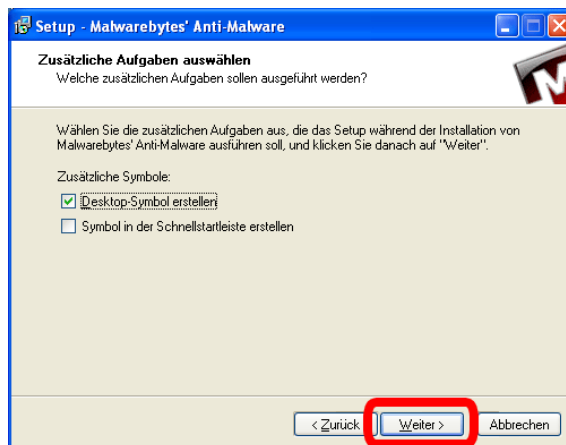 Setup - Malwarebytes' Anti-Malware
Zusätzliche Aufgaben auswählen
Welche zusätzlichen Aufgaben sollen ausgeführt werden?
Wählen Sie die zusätzlichen Aufgaben aus, die das Setup während der Installation von
Malwarebytes' Anti-Malware ausführen soll, und klicken Sie danach auf "Weiter".
Zusätzliche Symbole:
Desktop-Symbol erstellen
Symbol in der Schnellstartleiste erstellen
< Zurück Weiter > Abbrechen